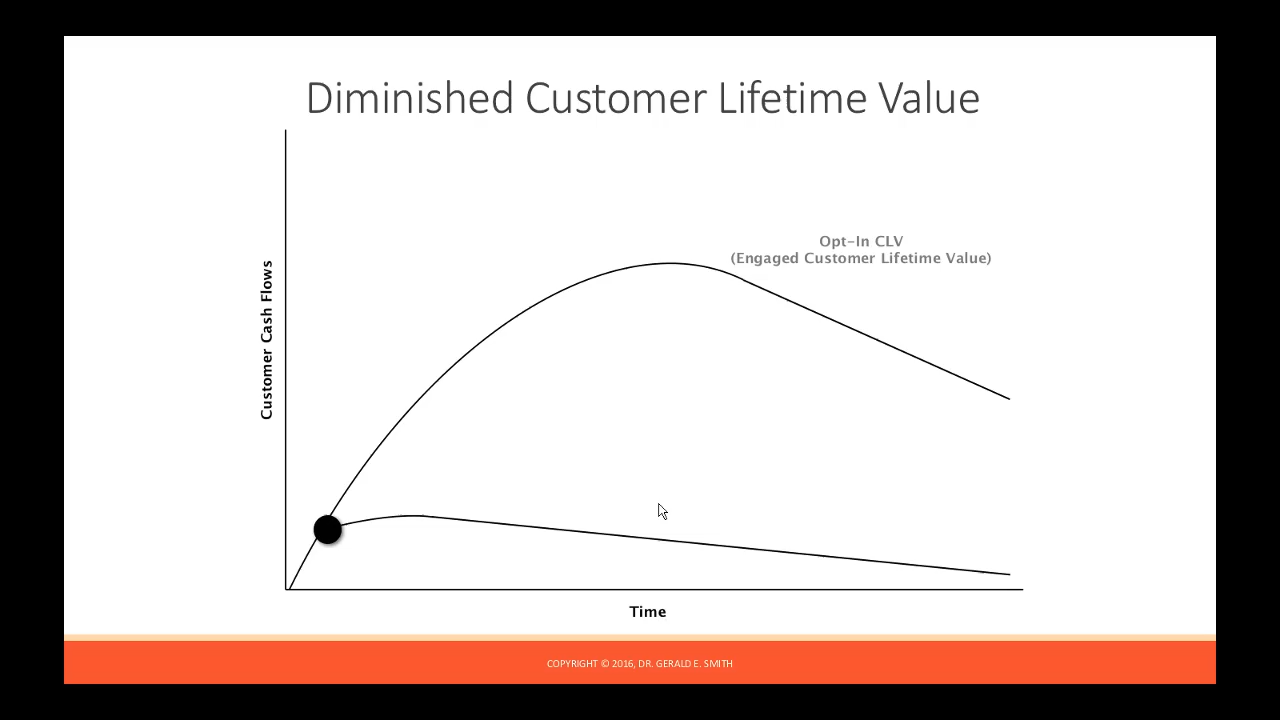 Diminished Customer Lifetime Value
Opt-In CLV
(Engaged Customer Lifetime Value)
Customer Cash Flows
Time
COPYRIGHT © 2016, DR. GERALD E. SMITH